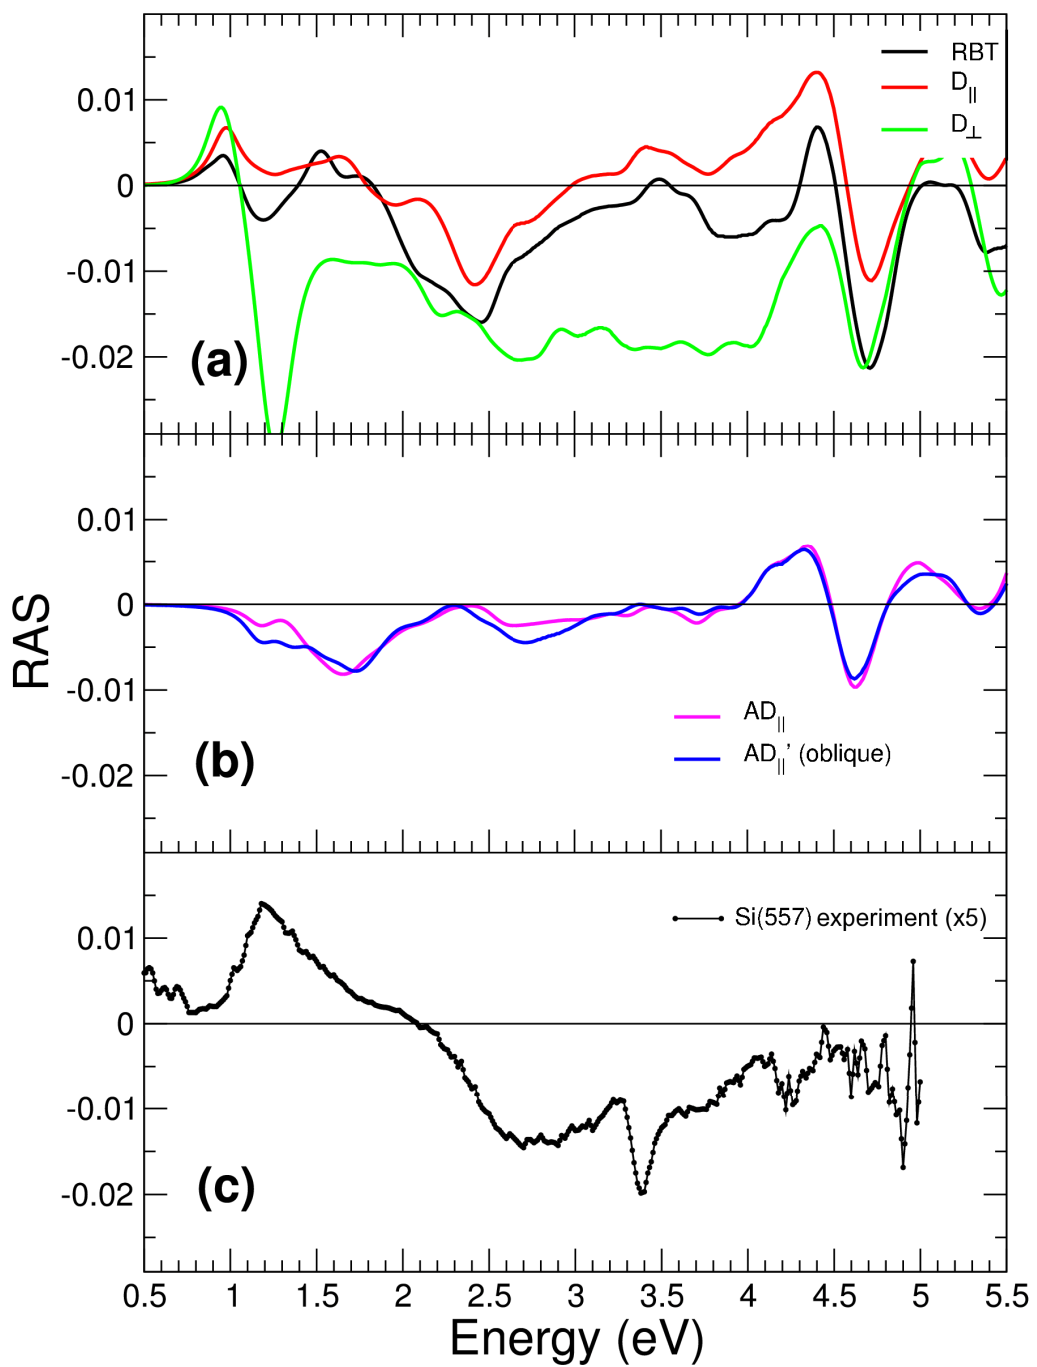 RBT
D||
D⊥
0.01
0
-0.01
-0.02
(a)
0.01
0
-0.01
-0.02
AD||
AD||' (oblique)
(b)
RAS
Si(557) experiment (x5)
0.01
0
-0.01
-0.02
(c)
0.5 1 1.5 2 2.5 3 3.5 4 4.5 5 5.5
Energy (eV)